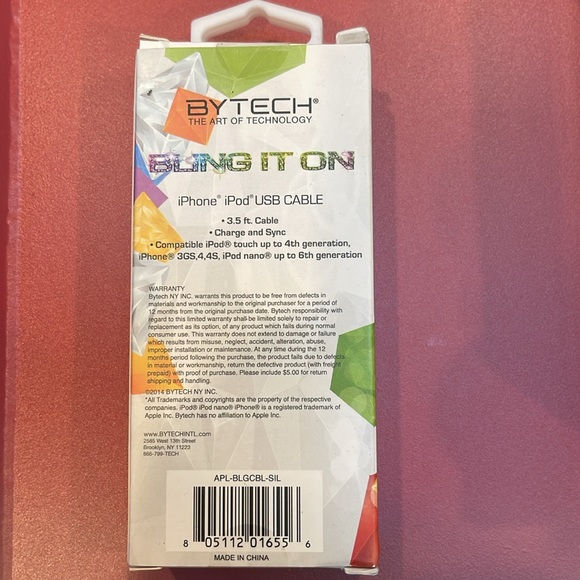 BYTECH®
THE ART OF TECHNOLOGY
BLING IT ON
iPhone® iPod® USB CABLE
• 3.5 ft. Cable
• Charge and Sync
• Compatible iPod® touch up to 4th generation,
iPhone® 3GS,4,4S, iPod nano® up to 6th generation
WARRANTY
Bytech NY INC. warrants this product to be free from defects in
materials and workmanship to the original purchaser for a period of
12 months from the original purchase date. Bytech responsibility with
regard to this limited warranty shall be limited solely to repair or
replacement as its option, of any product which fails during normal
consumer use. This warranty does not extend to damage or failure
which results from misuse, neglect, accident, alteration, abuse,
improper installation or maintenance. At any time during the 12
months period following the purchase, the product fails due to defects
in material or workmanship, return the defective product (with freight
prepaid) with proof of purchase. Please include $5.00 for return
shipping and handling.
©2014 BYTECH NY INC.
*All Trademarks and copyrights are the property of the respective
companies. iPod® iPod nano® iPhone® is a registered trademark of
Apple Inc. Bytech has no affiliation to Apple Inc.
www.BYTECHINTL.com
2585 West 13th Street
Brooklyn, NY 11223
866-799-TECH
APL-BLGCBL-SIL
8 05112 01655 6
MADE IN CHINA